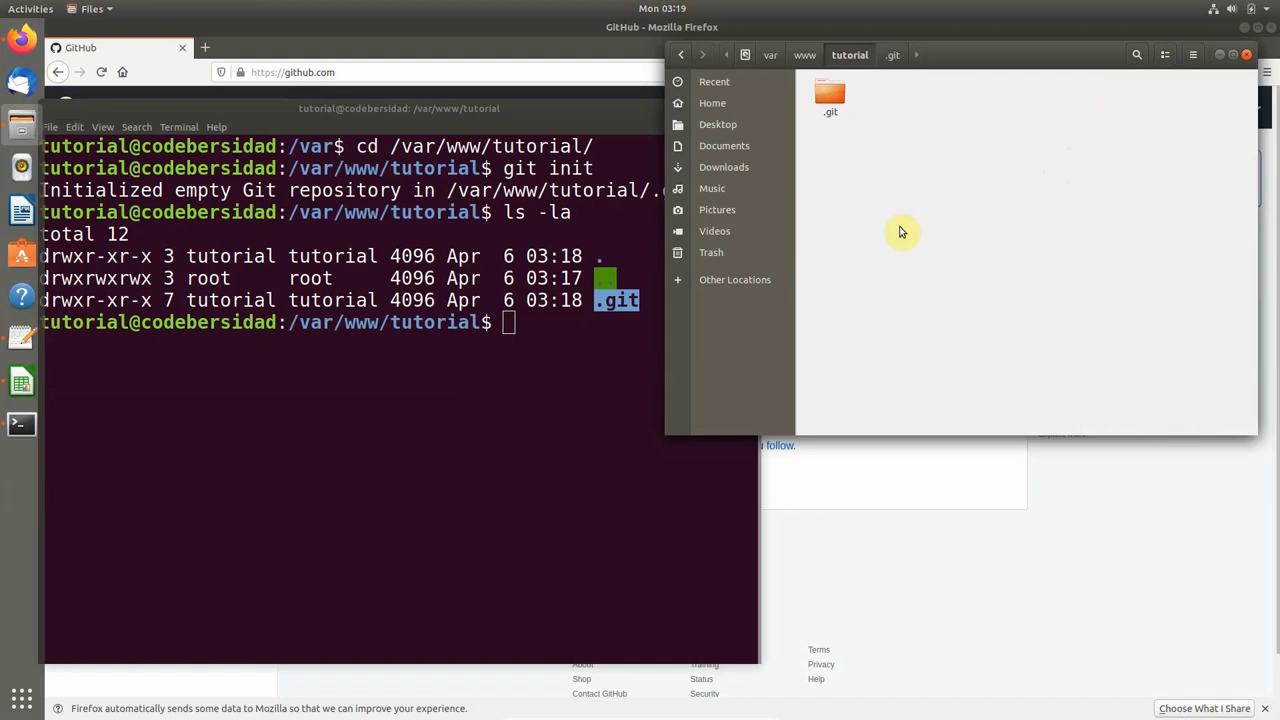 Activities
Files
Mon 03:19
GitHub - Mozilla Firefox
GitHub
https://github.com
var
www
tutorial
.git
tutorial@codebersidad: /var/www/tutorial
File Edit View Search Terminal Help
tutorial@codebersidad:/var$ cd /var/www/tutorial/
tutorial@codebersidad:/var/www/tutorial$ git init
Initialized empty Git repository in /var/www/tutorial/.g
tutorial@codebersidad:/var/www/tutorial$ ls -la
total 12
drwxr-xr-x 3 tutorial tutorial 4096 Apr 6 03:18 .
drwxrwxrwx 3 root root 4096 Apr 6 03:17 ..
drwxr-xr-x 7 tutorial tutorial 4096 Apr 6 03:18 .git
tutorial@codebersidad:/var/www/tutorial$
Recent
Home
Desktop
Documents
Downloads
Music
Pictures
Videos
Trash
Other Locations
.git
follow.
Terms
Privacy
Help
About
Shop
Contact GitHub
Training
Status
Security
Firefox automatically sends some data to Mozilla so that we can improve your experience.
Choose What I Share